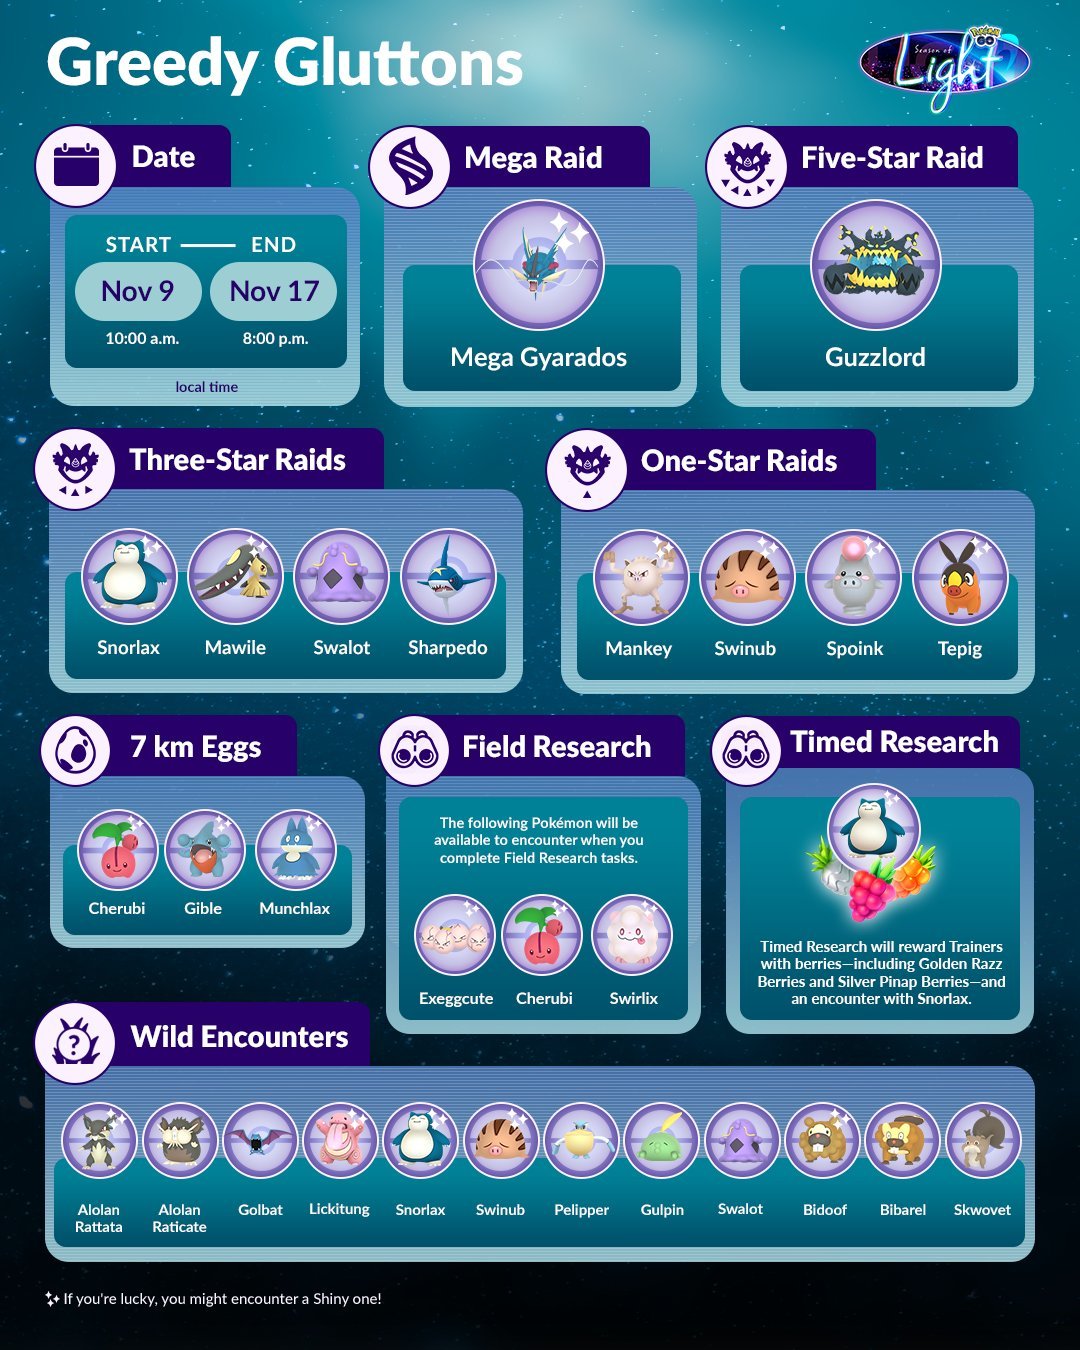 Greedy Gluttons
Pokémon GO
Season of
Light
Date
START
END
Nov 9
Nov 17
10:00 a.m.
8:00 p.m.
local time
Mega Raid
Mega Gyarados
Five-Star Raid
Guzzlord
Three-Star Raids
Snorlax
Mawile
Swalot
Sharpedo
One-Star Raids
Mankey
Swinub
Spoink
Tepig
7 km Eggs
Cherubi
Gible
Munchlax
Field Research
The following Pokémon will be
available to encounter when you
complete Field Research tasks.
Exeggcute
Cherubi
Swirlix
Timed Research
Timed Research will reward Trainers
with berries—including Golden Razz
Berries and Silver Pinap Berries—and
an encounter with Snorlax.
Wild Encounters
?
Alolan
Rattata
Alolan
Raticate
Golbat
Lickitung
Snorlax
Swinub
Pelipper
Gulpin
Swalot
Bidoof
Bibarel
Skwovet
If you're lucky, you might encounter a Shiny one!